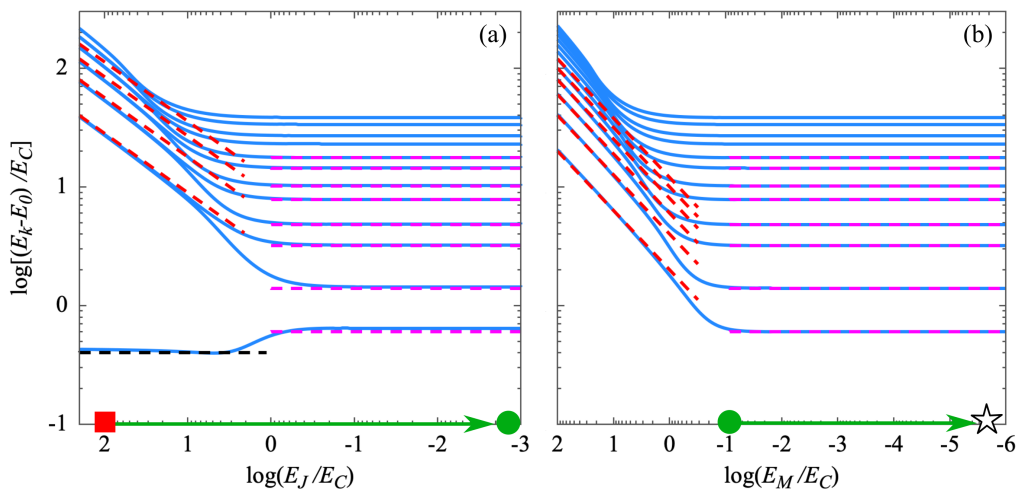 (a)
(b)
log[(E_k-E_0)/E_C]
2
1
0
-1
2 1 0 -1 -2 -3
2 1 0 -1 -2 -3 -4 -5 -6
log(E_J/E_C)
log(E_M/E_C)